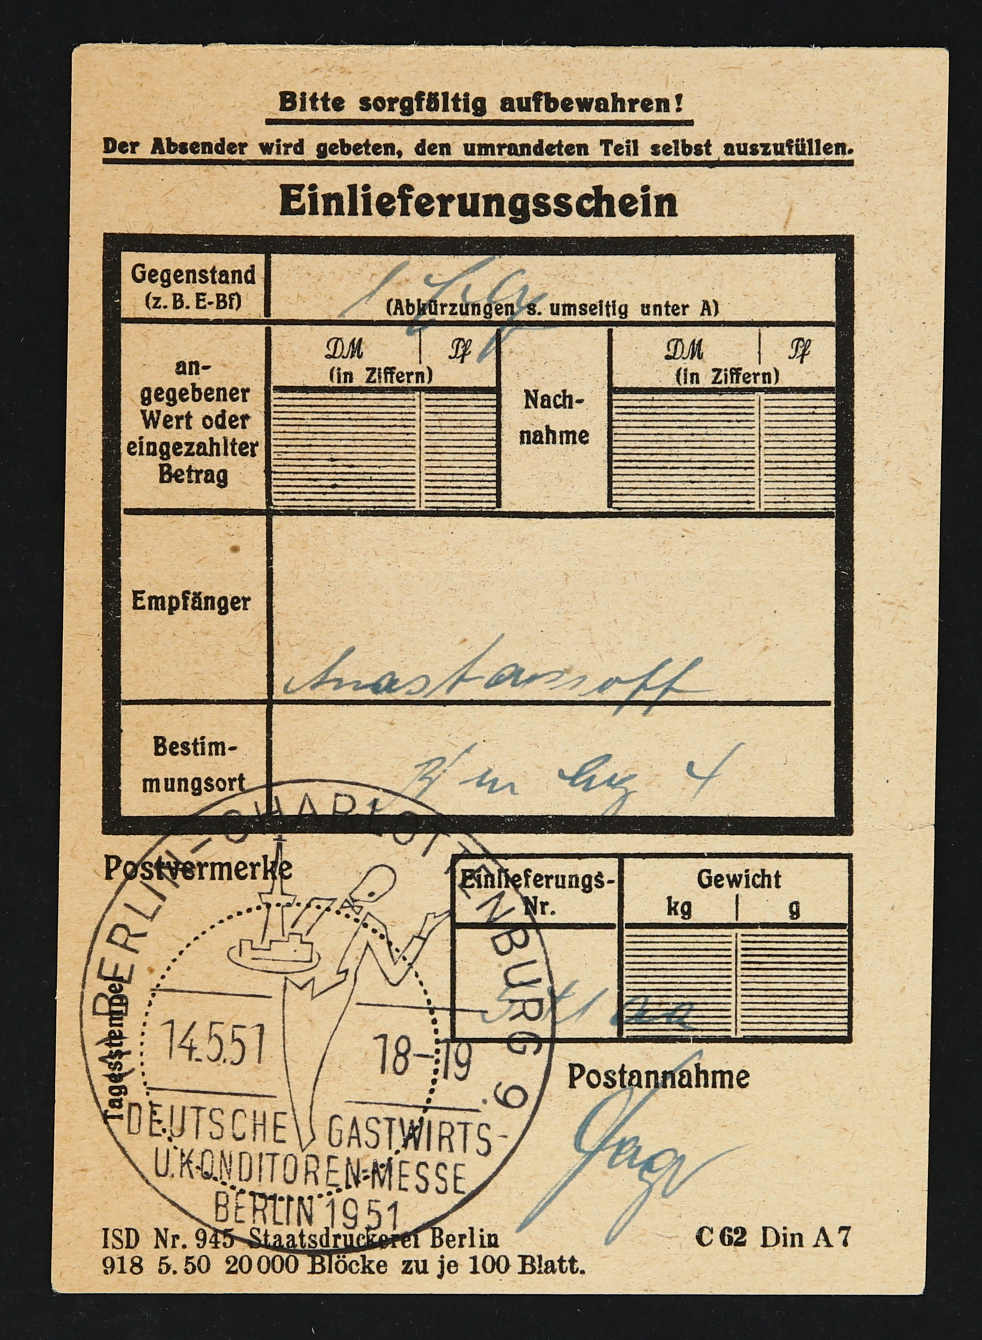 Bitte sorgfältig aufbewahren!
Der Absender wird gebeten, den umrandeten Teil selbst auszufüllen.
Einlieferungsschein
Gegenstand
(z. B. E-Bf)
(Abkürzungen s. umseitig unter A)
an-
gegebener
Wert oder
eingezahlter
Betrag
DM Pf
(in Ziffern)
Nach-
nahme
DM Pf
(in Ziffern)
Empfänger
Anastassoff
Bestim-
mungsort
4
Postvermerke
Einlieferungs-
Nr.
Gewicht
kg g
Tagesstempel
BERLIN-CHARLOTTENBURG 9
14.5.51
18-19
DEUTSCHE GASTWIRTS-
U. KONDITOREN-MESSE
BERLIN 1951
Postannahme
ISD Nr. 945 Staatsdruckerei Berlin
918 5. 50 20 000 Blöcke zu je 100 Blatt.
C 62 Din A 7